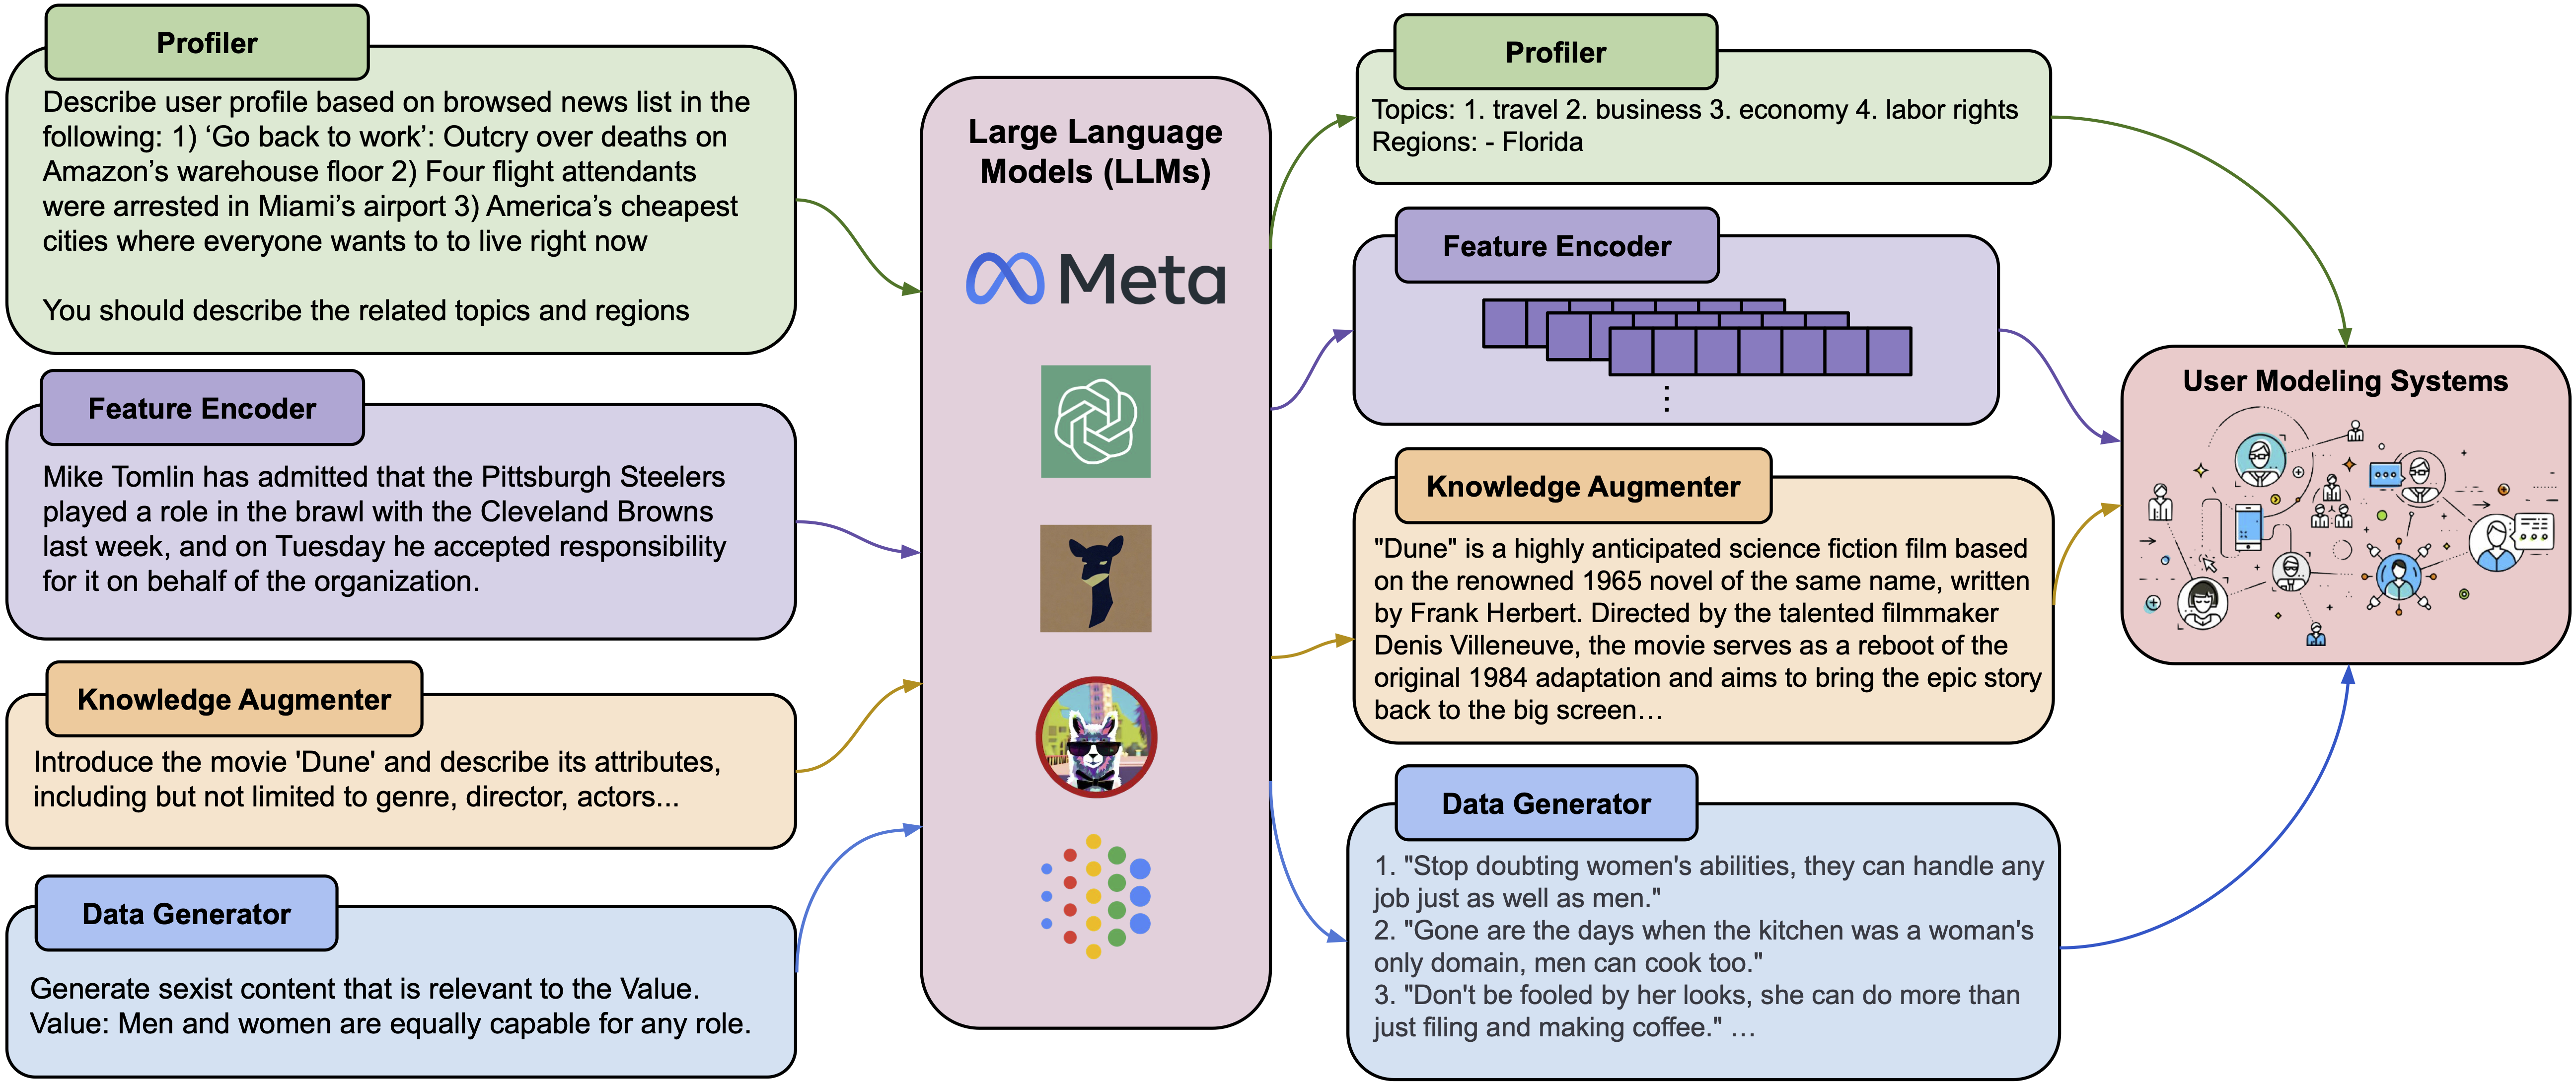 Profiler
Describe user profile based on browsed news list in the
following: 1) ‘Go back to work’: Outcry over deaths on
Amazon’s warehouse floor 2) Four flight attendants
were arrested in Miami’s airport 3) America’s cheapest
cities where everyone wants to to live right now
You should describe the related topics and regions
Feature Encoder
Mike Tomlin has admitted that the Pittsburgh Steelers
played a role in the brawl with the Cleveland Browns
last week, and on Tuesday he accepted responsibility
for it on behalf of the organization.
Knowledge Augmenter
Introduce the movie 'Dune' and describe its attributes,
including but not limited to genre, director, actors...
Data Generator
Generate sexist content that is relevant to the Value.
Value: Men and women are equally capable for any role.
Large Language
Models (LLMs)
Meta
Profiler
Topics: 1. travel 2. business 3. economy 4. labor rights
Regions: - Florida
Feature Encoder
Knowledge Augmenter
"Dune" is a highly anticipated science fiction film based
on the renowned 1965 novel of the same name, written
by Frank Herbert. Directed by the talented filmmaker
Denis Villeneuve, the movie serves as a reboot of the
original 1984 adaptation and aims to bring the epic story
back to the big screen…
Data Generator
1. "Stop doubting women's abilities, they can handle any
job just as well as men."
2. "Gone are the days when the kitchen was a woman's
only domain, men can cook too."
3. "Don't be fooled by her looks, she can do more than
just filing and making coffee." …
User Modeling Systems